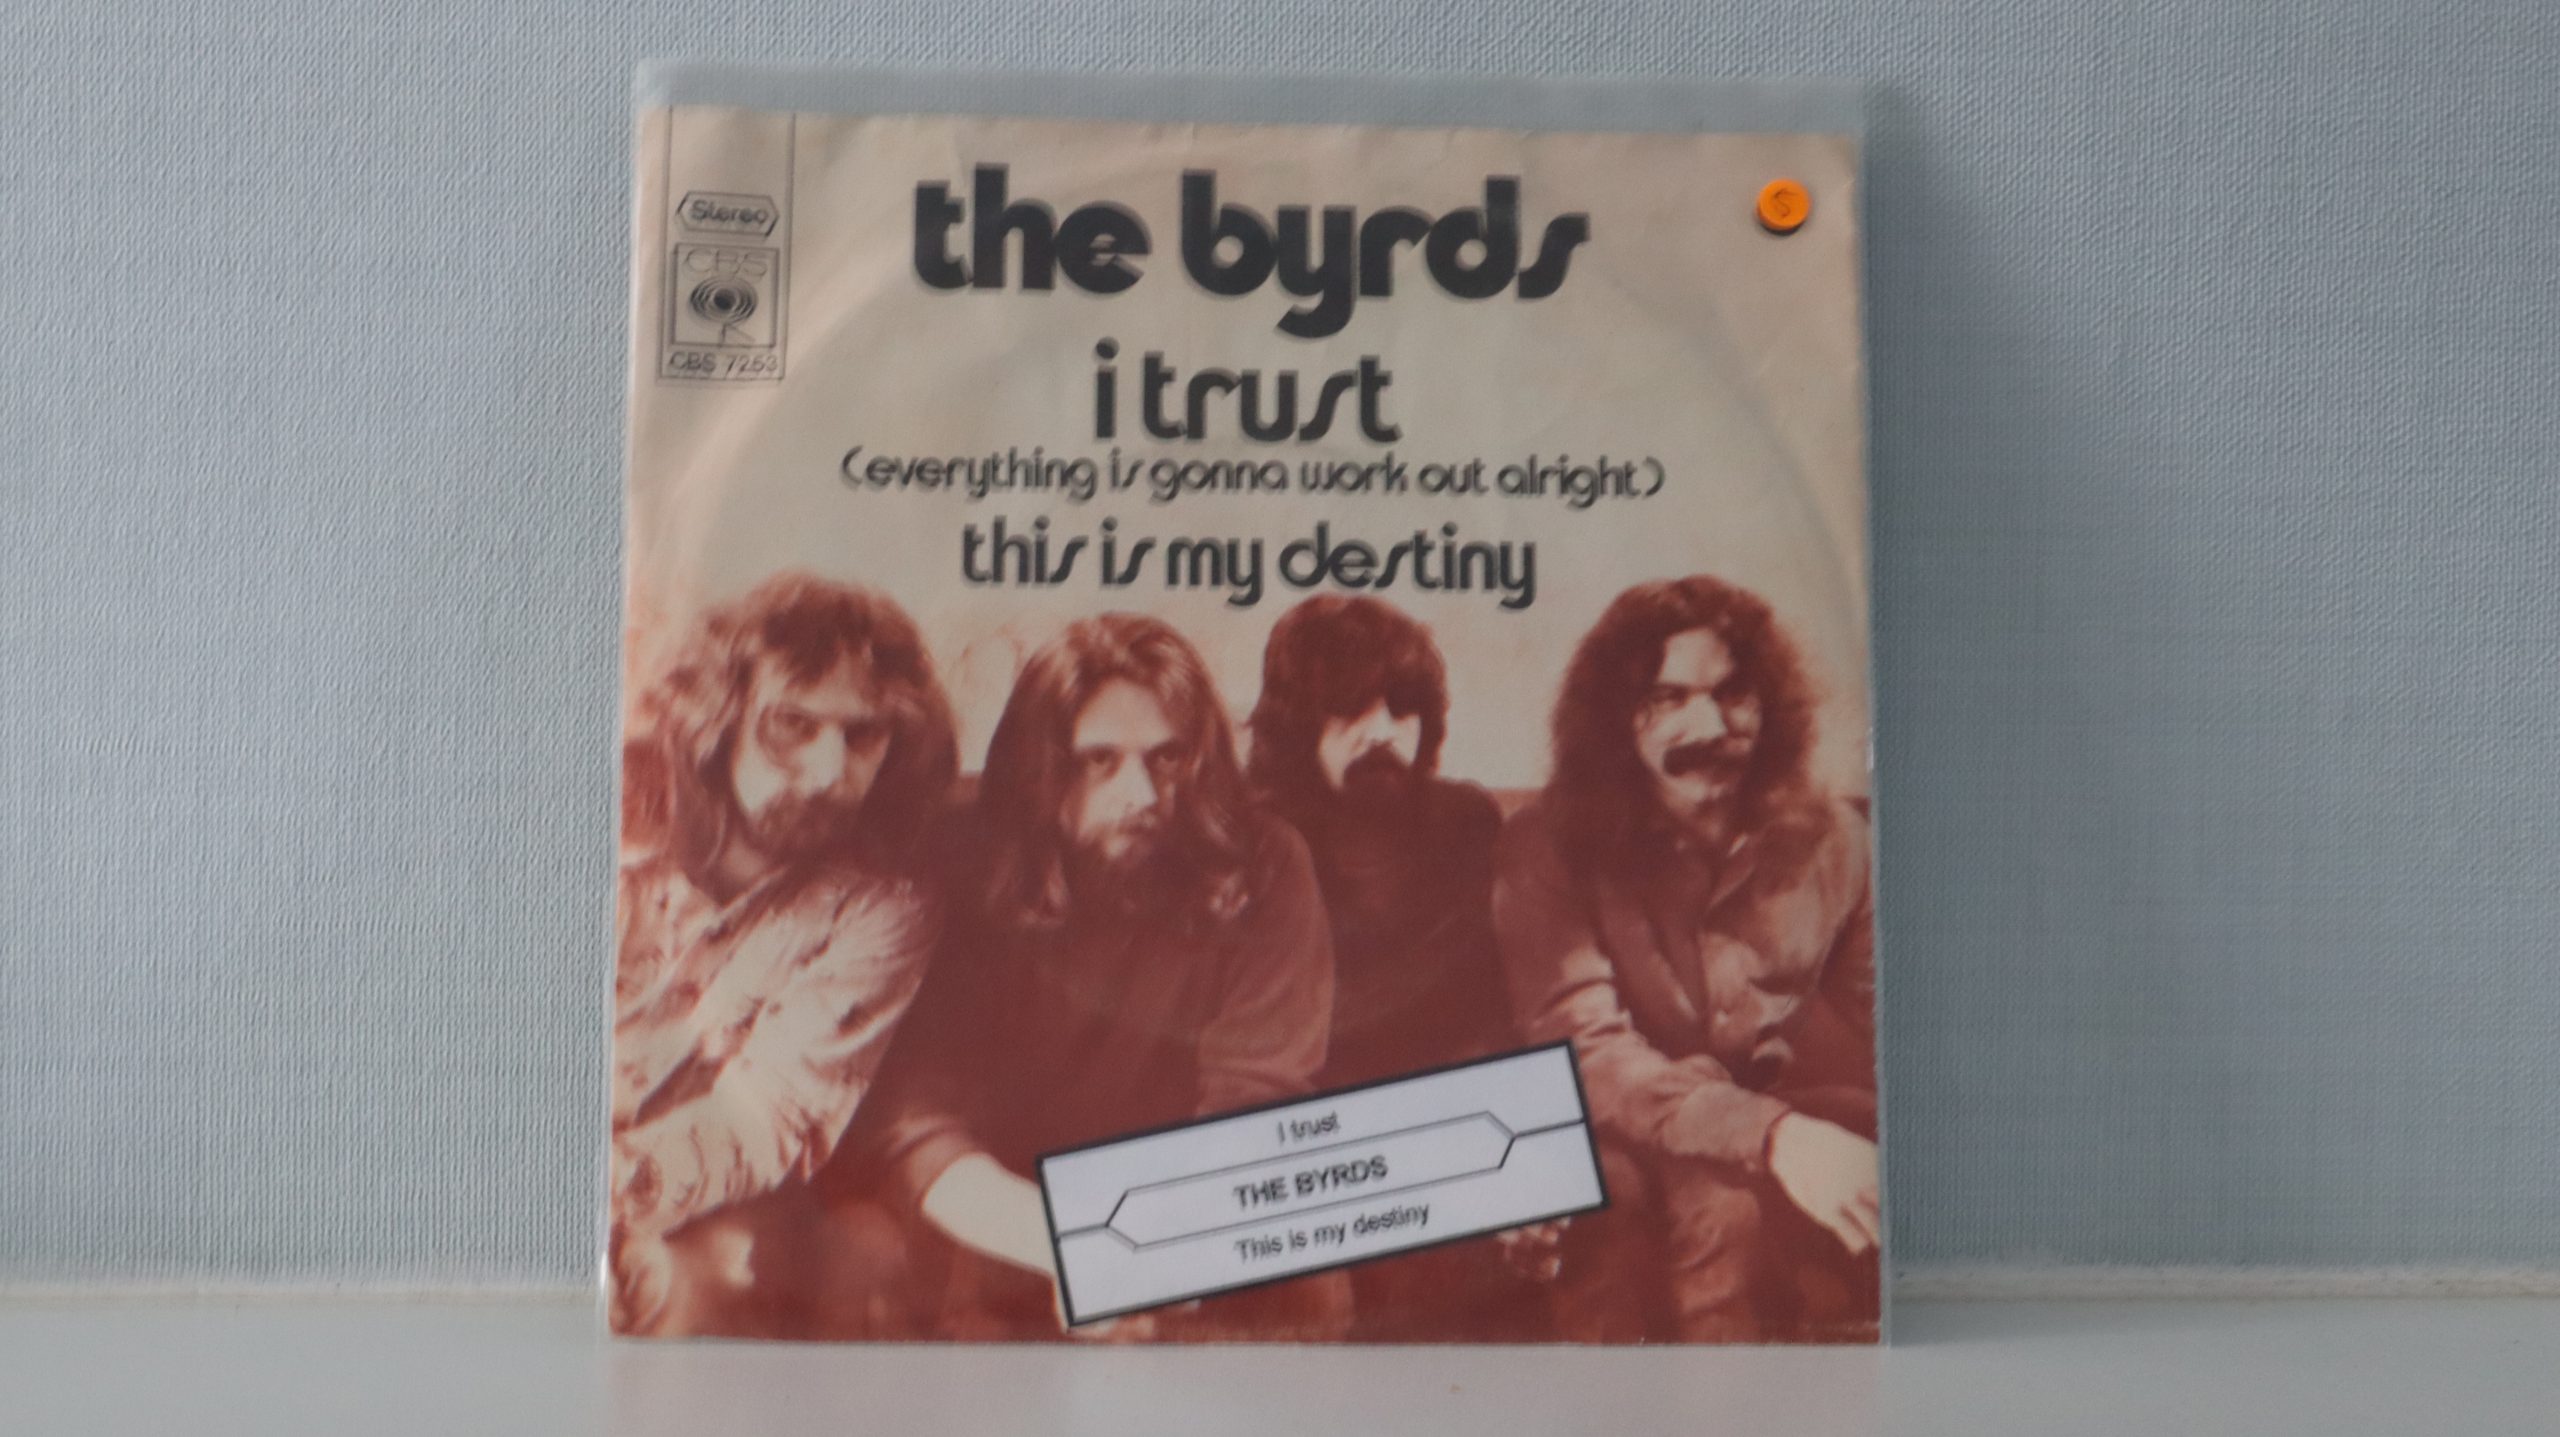 Stereo
CBS
CBS 7253
the byrds
5
i trust
(everything is gonna work out alright)
this is my destiny
I trust
THE BYRDS
This is my destiny